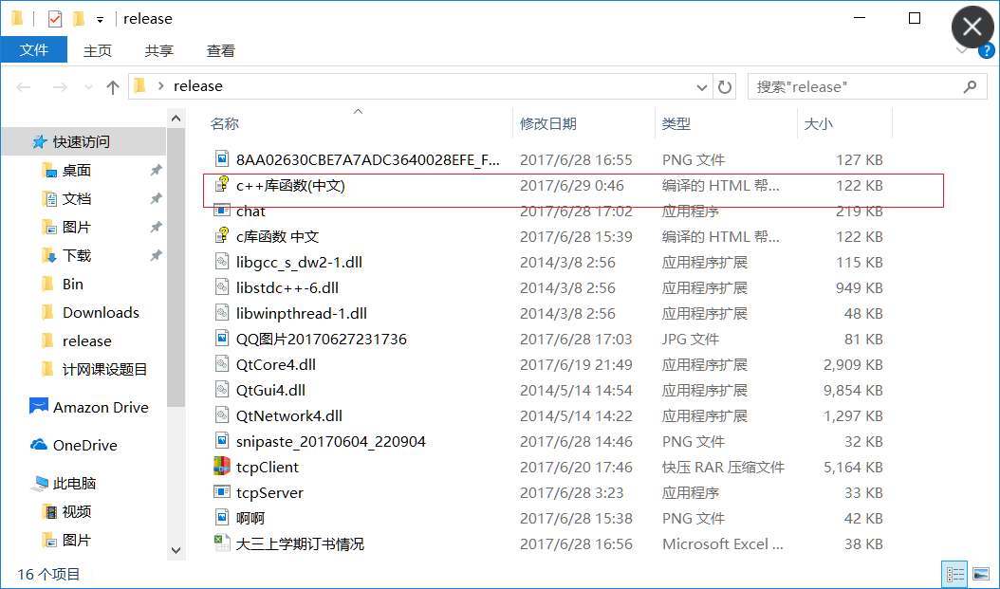 release
文件 主页 共享 查看
release 搜索"release"
名称 修改日期 类型 大小
快速访问
桌面
文档
图片
下载
Bin
Downloads
release
计网课设题目
Amazon Drive
OneDrive
此电脑
视频
图片
8AA02630CBE7A7ADC3640028EFE_F... 2017/6/28 16:55 PNG 文件 127 KB
c++库函数(中文) 2017/6/29 0:46 编译的 HTML 帮... 122 KB
chat 2017/6/28 17:02 应用程序 219 KB
c库函数 中文 2017/6/28 15:39 编译的 HTML 帮... 122 KB
libgcc_s_dw2-1.dll 2014/3/8 2:56 应用程序扩展 115 KB
libstdc++-6.dll 2014/3/8 2:56 应用程序扩展 949 KB
libwinpthread-1.dll 2014/3/8 2:56 应用程序扩展 48 KB
QQ图片20170627231736 2017/6/28 17:03 JPG 文件 81 KB
QtCore4.dll 2017/6/19 21:49 应用程序扩展 2,909 KB
QtGui4.dll 2014/5/14 14:54 应用程序扩展 9,854 KB
QtNetwork4.dll 2014/5/14 14:22 应用程序扩展 1,297 KB
snipaste_20170604_220904 2017/6/28 14:46 PNG 文件 32 KB
tcpClient 2017/6/20 17:46 快压 RAR 压缩文件 5,164 KB
tcpServer 2017/6/28 3:23 应用程序 33 KB
啊啊 2017/6/28 15:38 PNG 文件 42 KB
大三上学期订书情况 2017/6/28 16:56 Microsoft Excel ... 38 KB
16 个项目